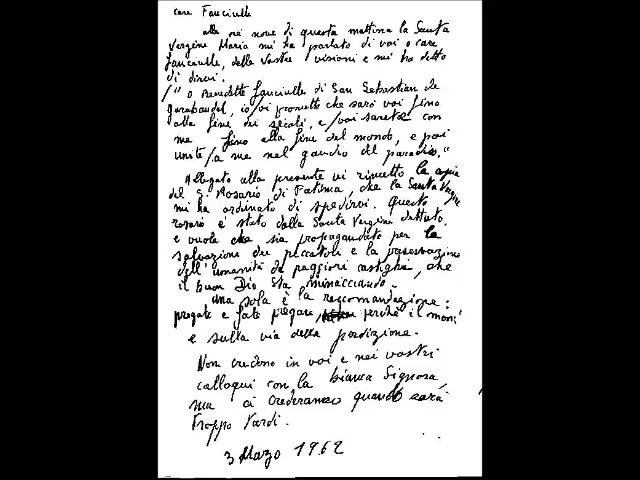 care Fanciulle
alle ore nove di questa mattina la Santa
Vergine Maria mi ha parlato di voi o care
fanciulle, delle vostre visioni e mi ha detto
di dirvi.
"O Benedette fanciulle di San Sebastian de
Garabandal, io vi prometto che sarò voi fino
alla fine dei secoli, e voi sarete con
me fino alla fine del mondo, e poi
unite a me nel gaudio del paradiso."
Allegato alla presente vi rimetto la copia
del S. Rosario di Fatima, che la Santa Vergine
mi ha ordinato di spedirvi. Questo
rosario è stato dalla Santa Vergine dettato
e vuole che sia propagandato per la
salvazione dei peccatori e la preservazione
dell'umanità da peggiori castighi, che
il buon Dio sta minacciando.
Una sola è la raccomandazione:
pregate e fate pregare, perché il mondo
è sulla via della perdizione.
Non credono in voi e nei vostri
colloqui con la bianca Signora,
ma ci crederanno quando sarà
troppo tardi.
3 Marzo 1962